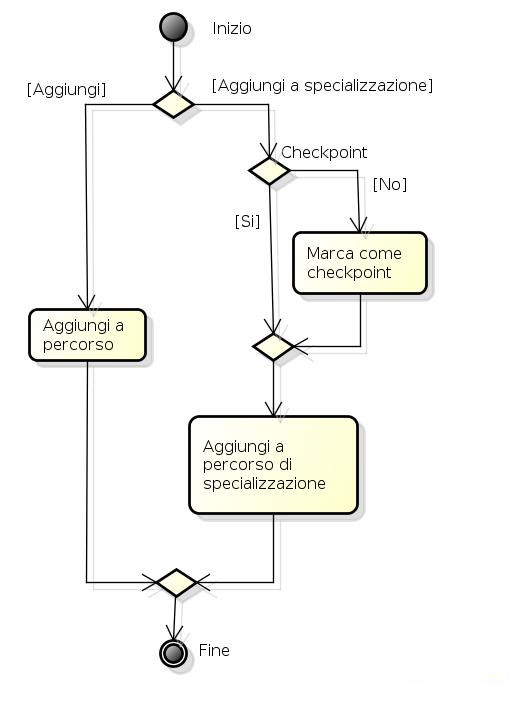 Inizio
[Aggiungi]
[Aggiungi a specializzazione]
Checkpoint
[No]
[Si]
Marca come
checkpoint
Aggiungi a
percorso
Aggiungi a
percorso di
specializzazione
Fine